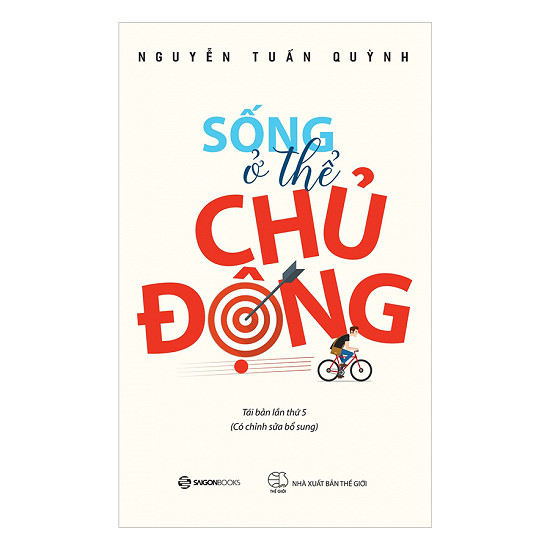 NGUYỄN TUẤN QUỲNH
SỐNG
ở thể
CHỦ
ĐỘNG
Tái bản lần thứ 5
(Có chỉnh sửa bổ sung)
SAIGONBOOKS
THẾ GIỚI
NHÀ XUẤT BẢN THẾ GIỚI